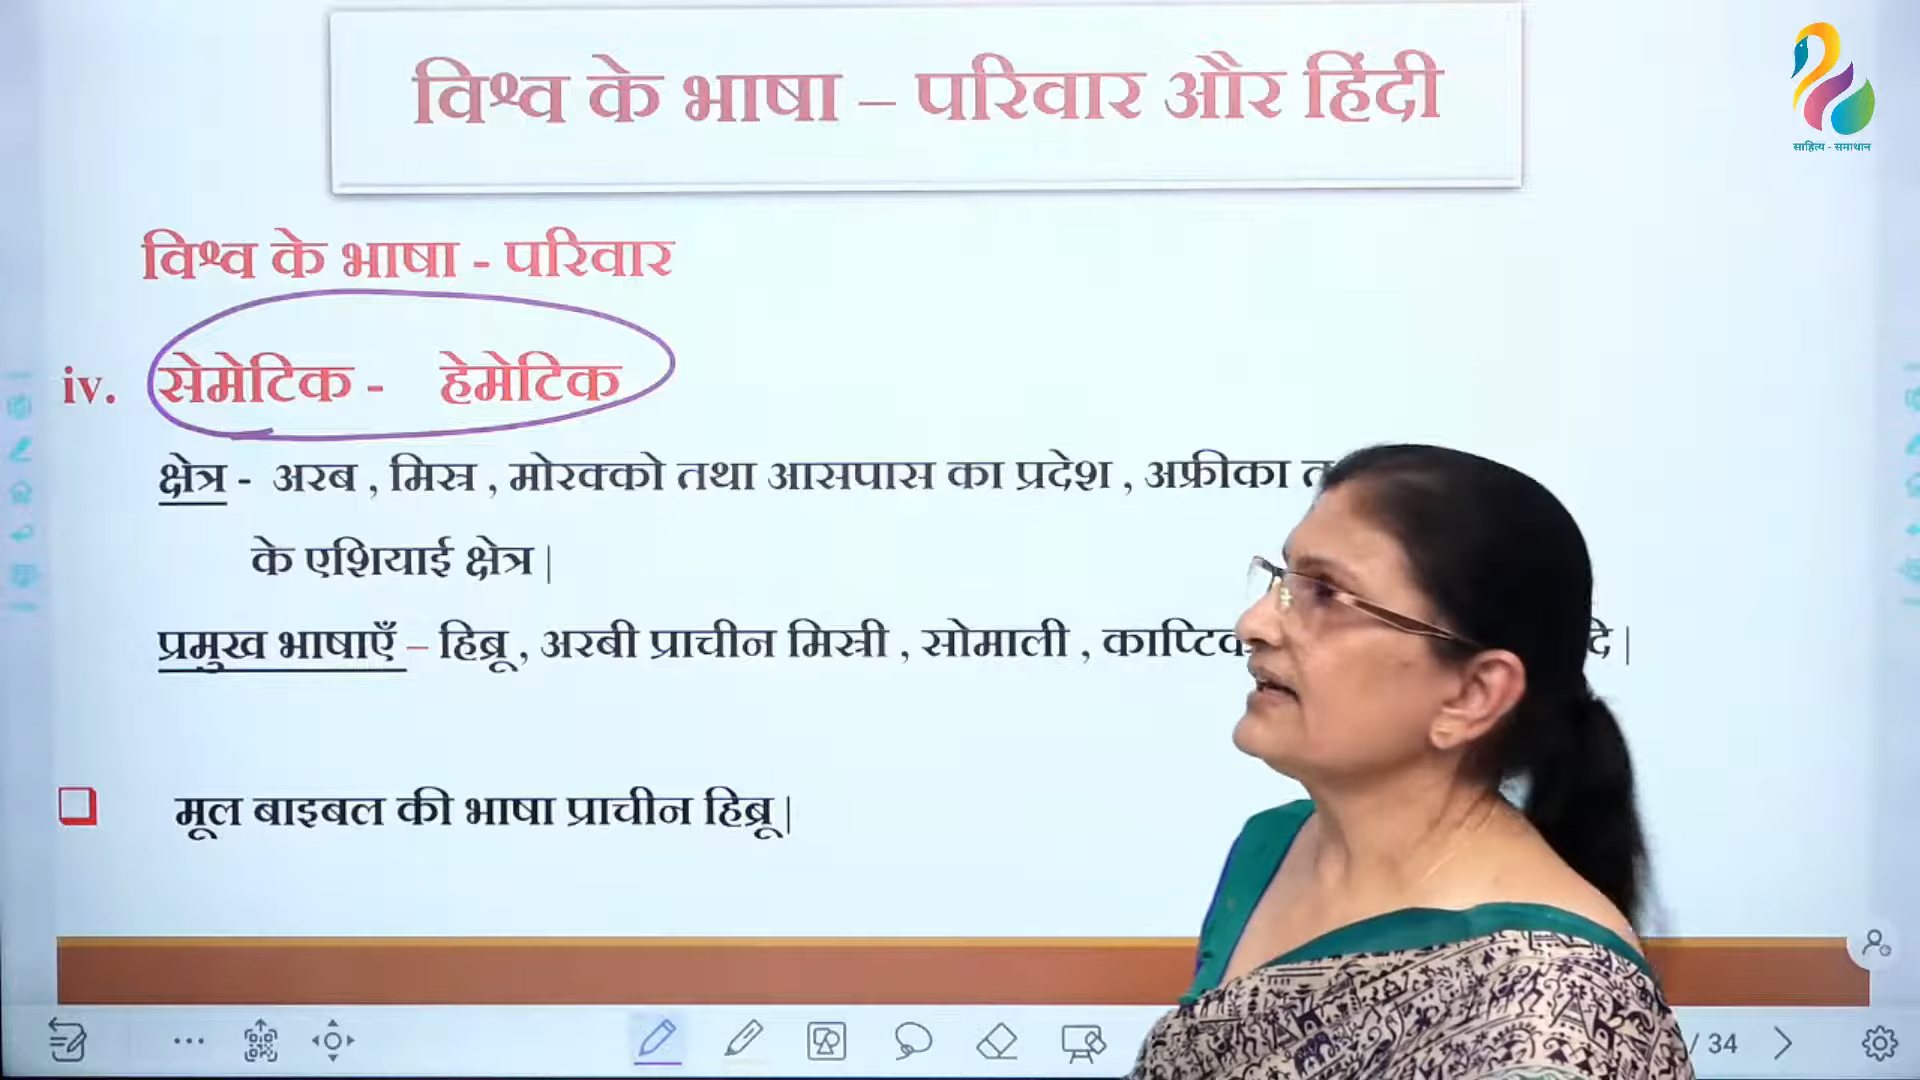 विश्व के भाषा – परिवार और हिंदी
साहित्य - समाधान
विश्व के भाषा - परिवार
iv. सेमेटिक - हेमेटिक
क्षेत्र - अरब , मिस्र , मोरक्को तथा आसपास का प्रदेश , अफ्रीका
के एशियाई क्षेत्र |
प्रमुख भाषाएँ – हिब्रू , अरबी प्राचीन मिस्री , सोमाली ,
मूल बाइबल की भाषा प्राचीन हिब्रू |
/ 34